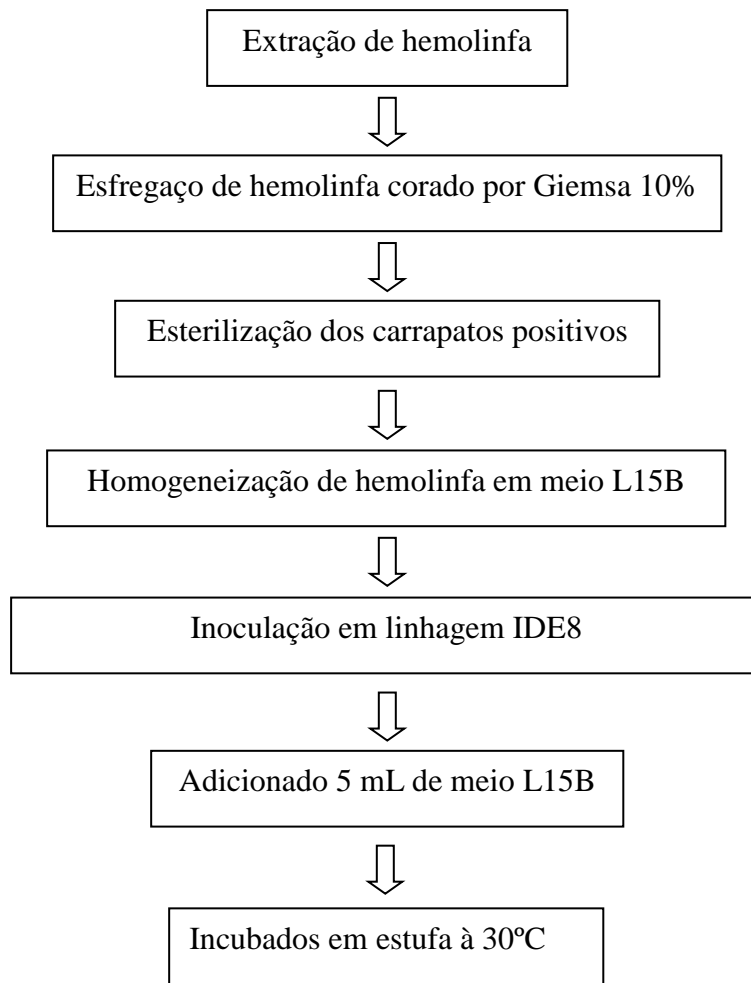 Extração de hemolinfa
Esfregaço de hemolinfa corado por Giemsa 10%
Esterilização dos carrapatos positivos
Homogeneização de hemolinfa em meio L15B
Inoculação em linhagem IDE8
Adicionado 5 mL de meio L15B
Incubados em estufa à 30ºC